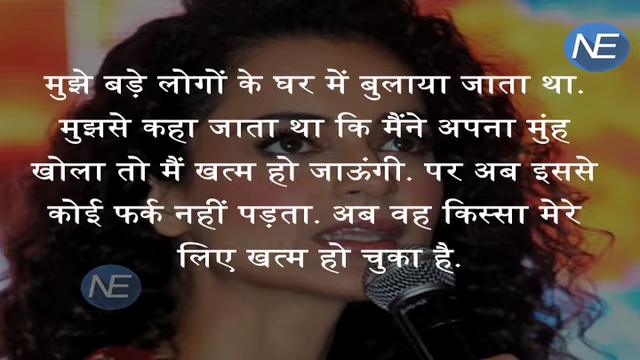 NE
मुझे बड़े लोगों के घर में बुलाया जाता था.
मुझसे कहा जाता था कि मैंने अपना मुंह
खोला तो मैं खत्म हो जाऊंगी. पर अब इससे
कोई फर्क नहीं पड़ता. अब वह किस्सा मेरे
लिए खत्म हो चुका है.
NE